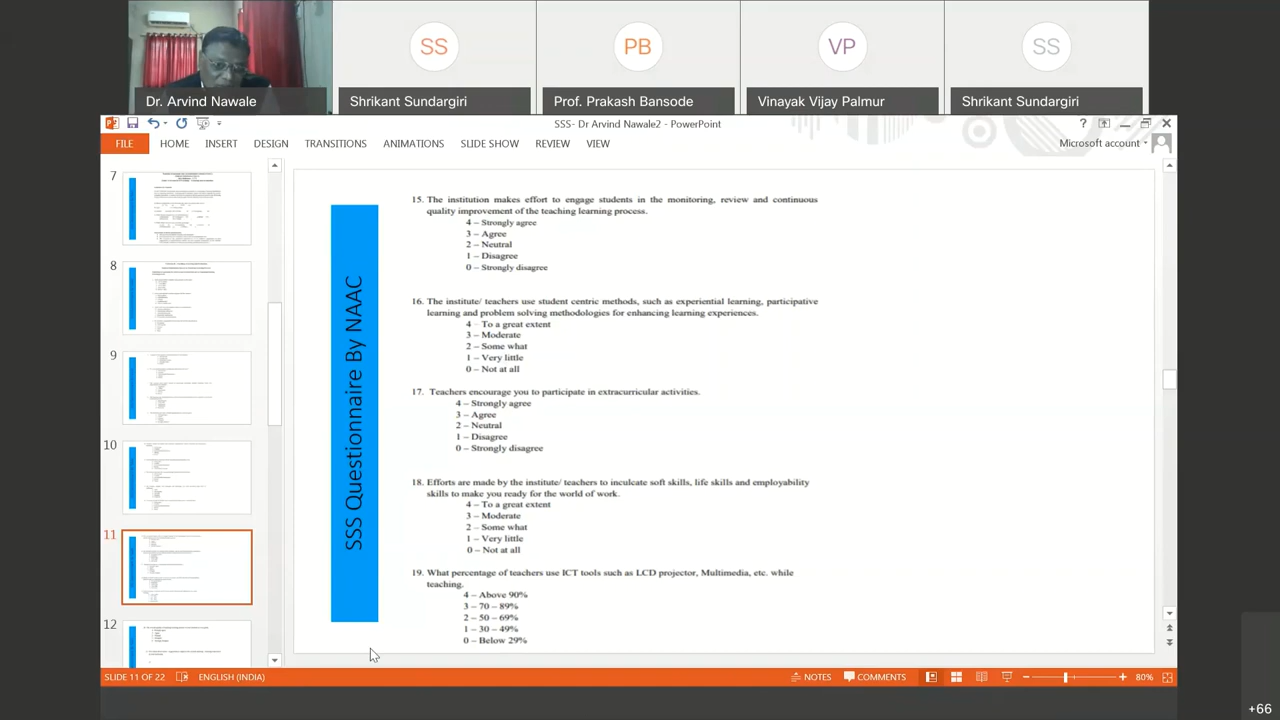 SS
PB
VP
SS
Dr. Arvind Nawale
Shrikant Sundargiri
Prof. Prakash Bansode
Vinayak Vijay Palmur
Shrikant Sundargiri
SSS- Dr Arvind Nawale2 - PowerPoint
?
FILE
HOME
INSERT
DESIGN
TRANSITIONS
ANIMATIONS
SLIDE SHOW
REVIEW
VIEW
Microsoft account
7
8
9
10
11
12
SSS Questionnaire By NAAC
15. The institution makes effort to engage students in the monitoring, review and continuous
quality improvement of the teaching learning process.
4 – Strongly agree
3 – Agree
2 – Neutral
1 – Disagree
0 – Strongly disagree
16. The institute/ teachers use student centric methods, such as experiential learning, participative
learning and problem solving methodologies for enhancing learning experiences.
4 – To a great extent
3 – Moderate
2 – Some what
1 – Very little
0 – Not at all
17. Teachers encourage you to participate in extracurricular activities.
4 – Strongly agree
3 – Agree
2 – Neutral
1 – Disagree
0 – Strongly disagree
18. Efforts are made by the institute/ teachers to inculcate soft skills, life skills and employability
skills to make you ready for the world of work.
4 – To a great extent
3 – Moderate
2 – Some what
1 – Very little
0 – Not at all
19. What percentage of teachers use ICT tools such as LCD projector, Multimedia, etc. while
teaching.
4 – Above 90%
3 – 70 – 89%
2 – 50 – 69%
1 – 30 – 49%
0 – Below 29%
SLIDE 11 OF 22
ENGLISH (INDIA)
NOTES
COMMENTS
80%
+66